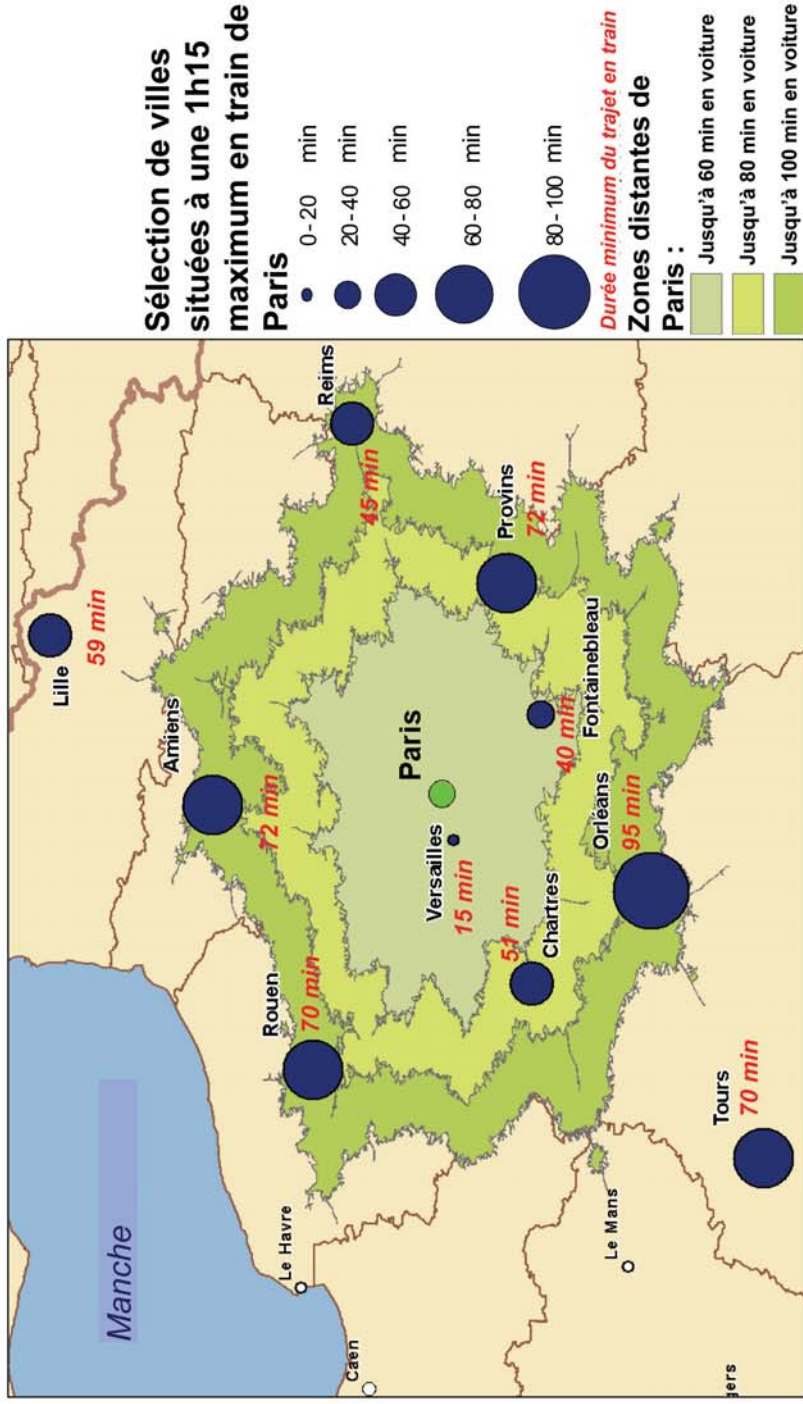 Sélection de villes
situées à une 1h15
maximum en train de
Paris
0-20 min
20-40 min
40-60 min
60-80 min
80-100 min
Durée minimum du trajet en train
Zones distantes de
Paris :
Jusqu'à 60 min en voiture
Jusqu'à 80 min en voiture
Jusqu'à 100 min en voiture
Manche
Lille
59 min
Amiens
72 min
Rouen
70 min
Reims
45 min
Le Havre
Caen
Paris
Versailles
15 min
Provins
72 min
Chartres
51 min
Fontainebleau
40 min
Orléans
95 min
Le Mans
Tours
70 min
gers